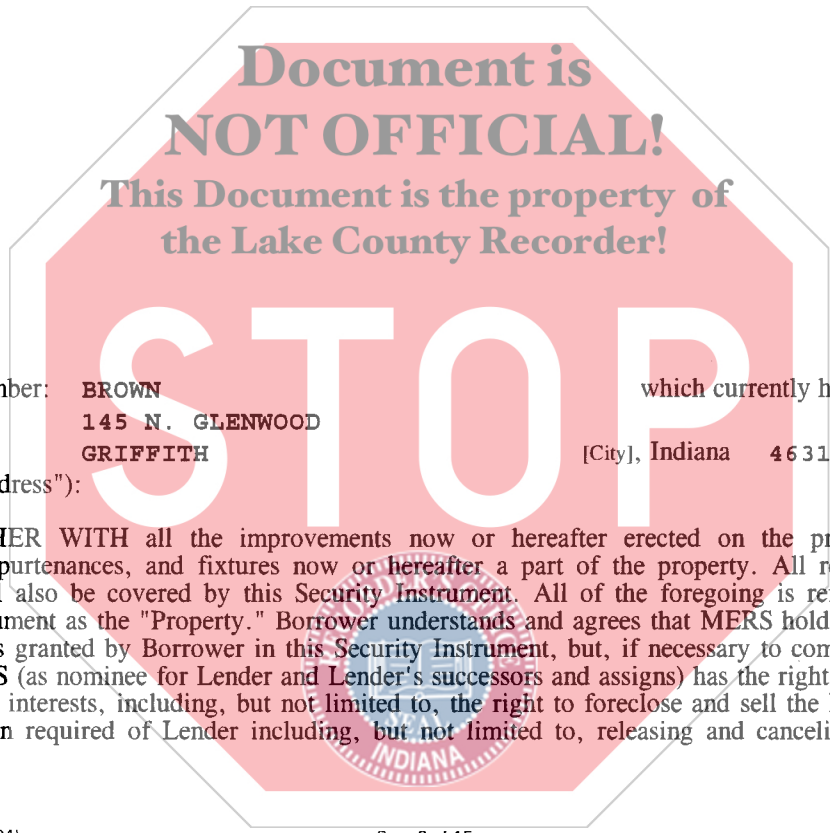 Document is
NOT OFFICIAL!
This Document is the property of
the Lake County Recorder!
STOP
BROWN which currently
145 N. GLENWOOD
GRIFFITH [City], Indiana 4631
dress"):
HER WITH all the improvements now or hereafter erected on the
purtenances, and fixtures now or hereafter a part of the property. All
also be covered by this Security Instrument. All of the foregoing is
ument as the "Property." Borrower understands and agrees that MERS hold
granted by Borrower in this Security Instrument, but, if necessary to
S (as nominee for Lender and Lender's successors and assigns) has the right
interests, including, but not limited to, the right to foreclose and sell the
n required of Lender including, but not limited to, releasing and
SEAL
INDIANA